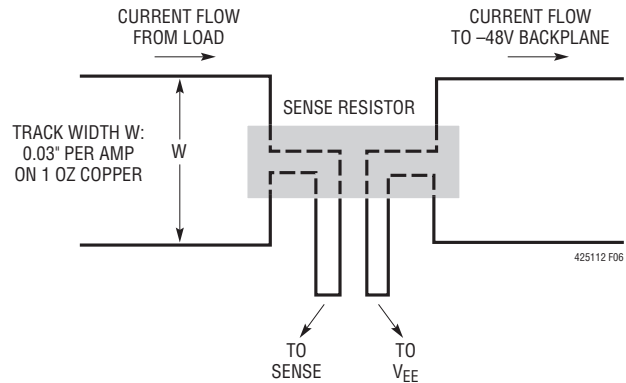 CURRENT FLOW
FROM LOAD
CURRENT FLOW
TO –48V BACKPLANE
SENSE RESISTOR
TRACK WIDTH W:
0.03" PER AMP
ON 1 OZ COPPER
W
425112 F06
TO
SENSE
TO
VEE